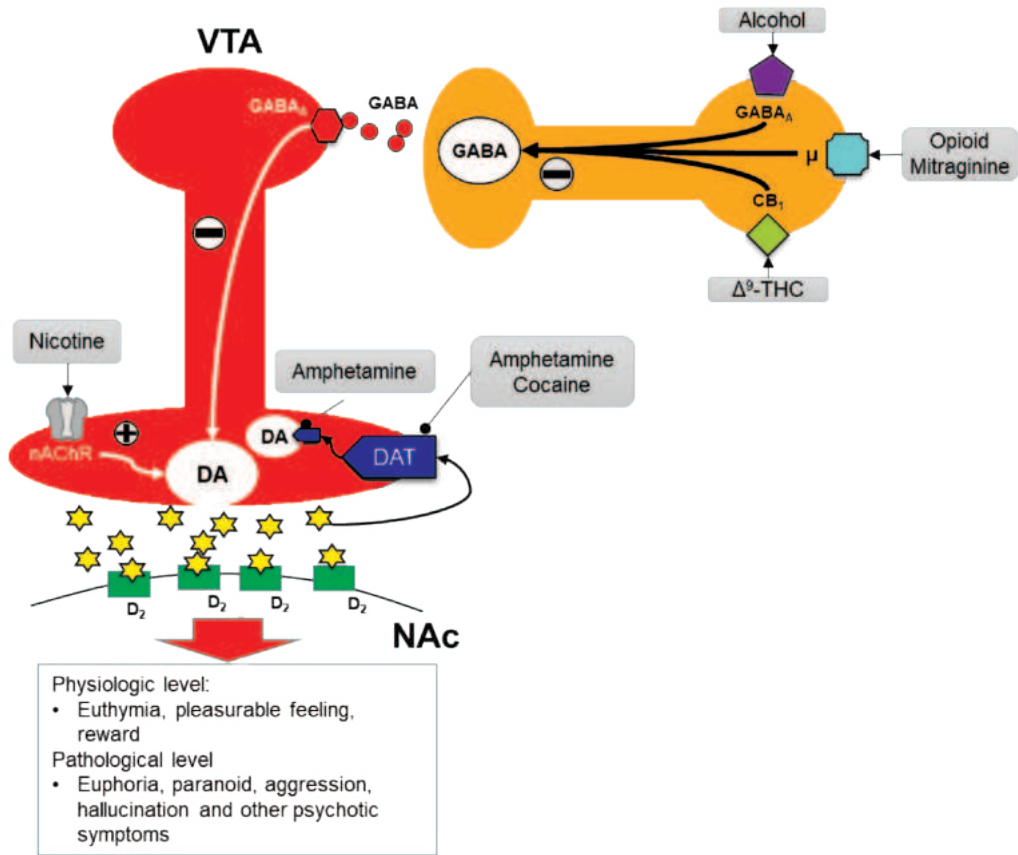 VTA
Alcohol
GABA_A
GABA
GABA_A
GABA
μ
Opioid
Mitraginine
CB₁
Δ⁹-THC
Nicotine
Amphetamine
Amphetamine
Cocaine
nAChR
DA
DA
DAT
D₂
D₂
D₂
D₂
NAc
Physiologic level:
• Euthymia, pleasurable feeling,
reward
Pathological level
• Euphoria, paranoid, aggression,
hallucination and other psychotic
symptoms